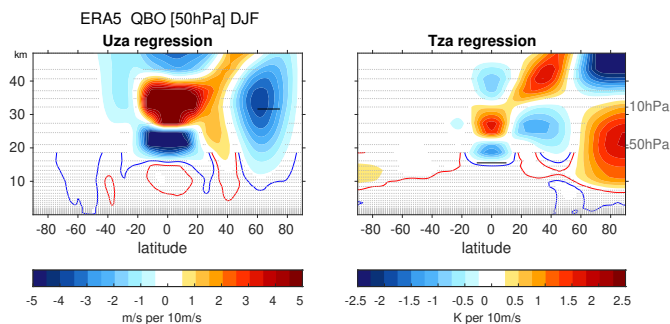 ERA5 QBO [50hPa] DJF
Uza regression
Tza regression
km
40
30
20
10
10hPa
50hPa
-80 -60 -40 -20 0 20 40 60 80
-80 -60 -40 -20 0 20 40 60 80
latitude
latitude
-5 -4 -3 -2 -1 0 1 2 3 4 5
-2.5 -2 -1.5 -1 -0.5 0 0.5 1 1.5 2 2.5
m/s per 10m/s
K per 10m/s